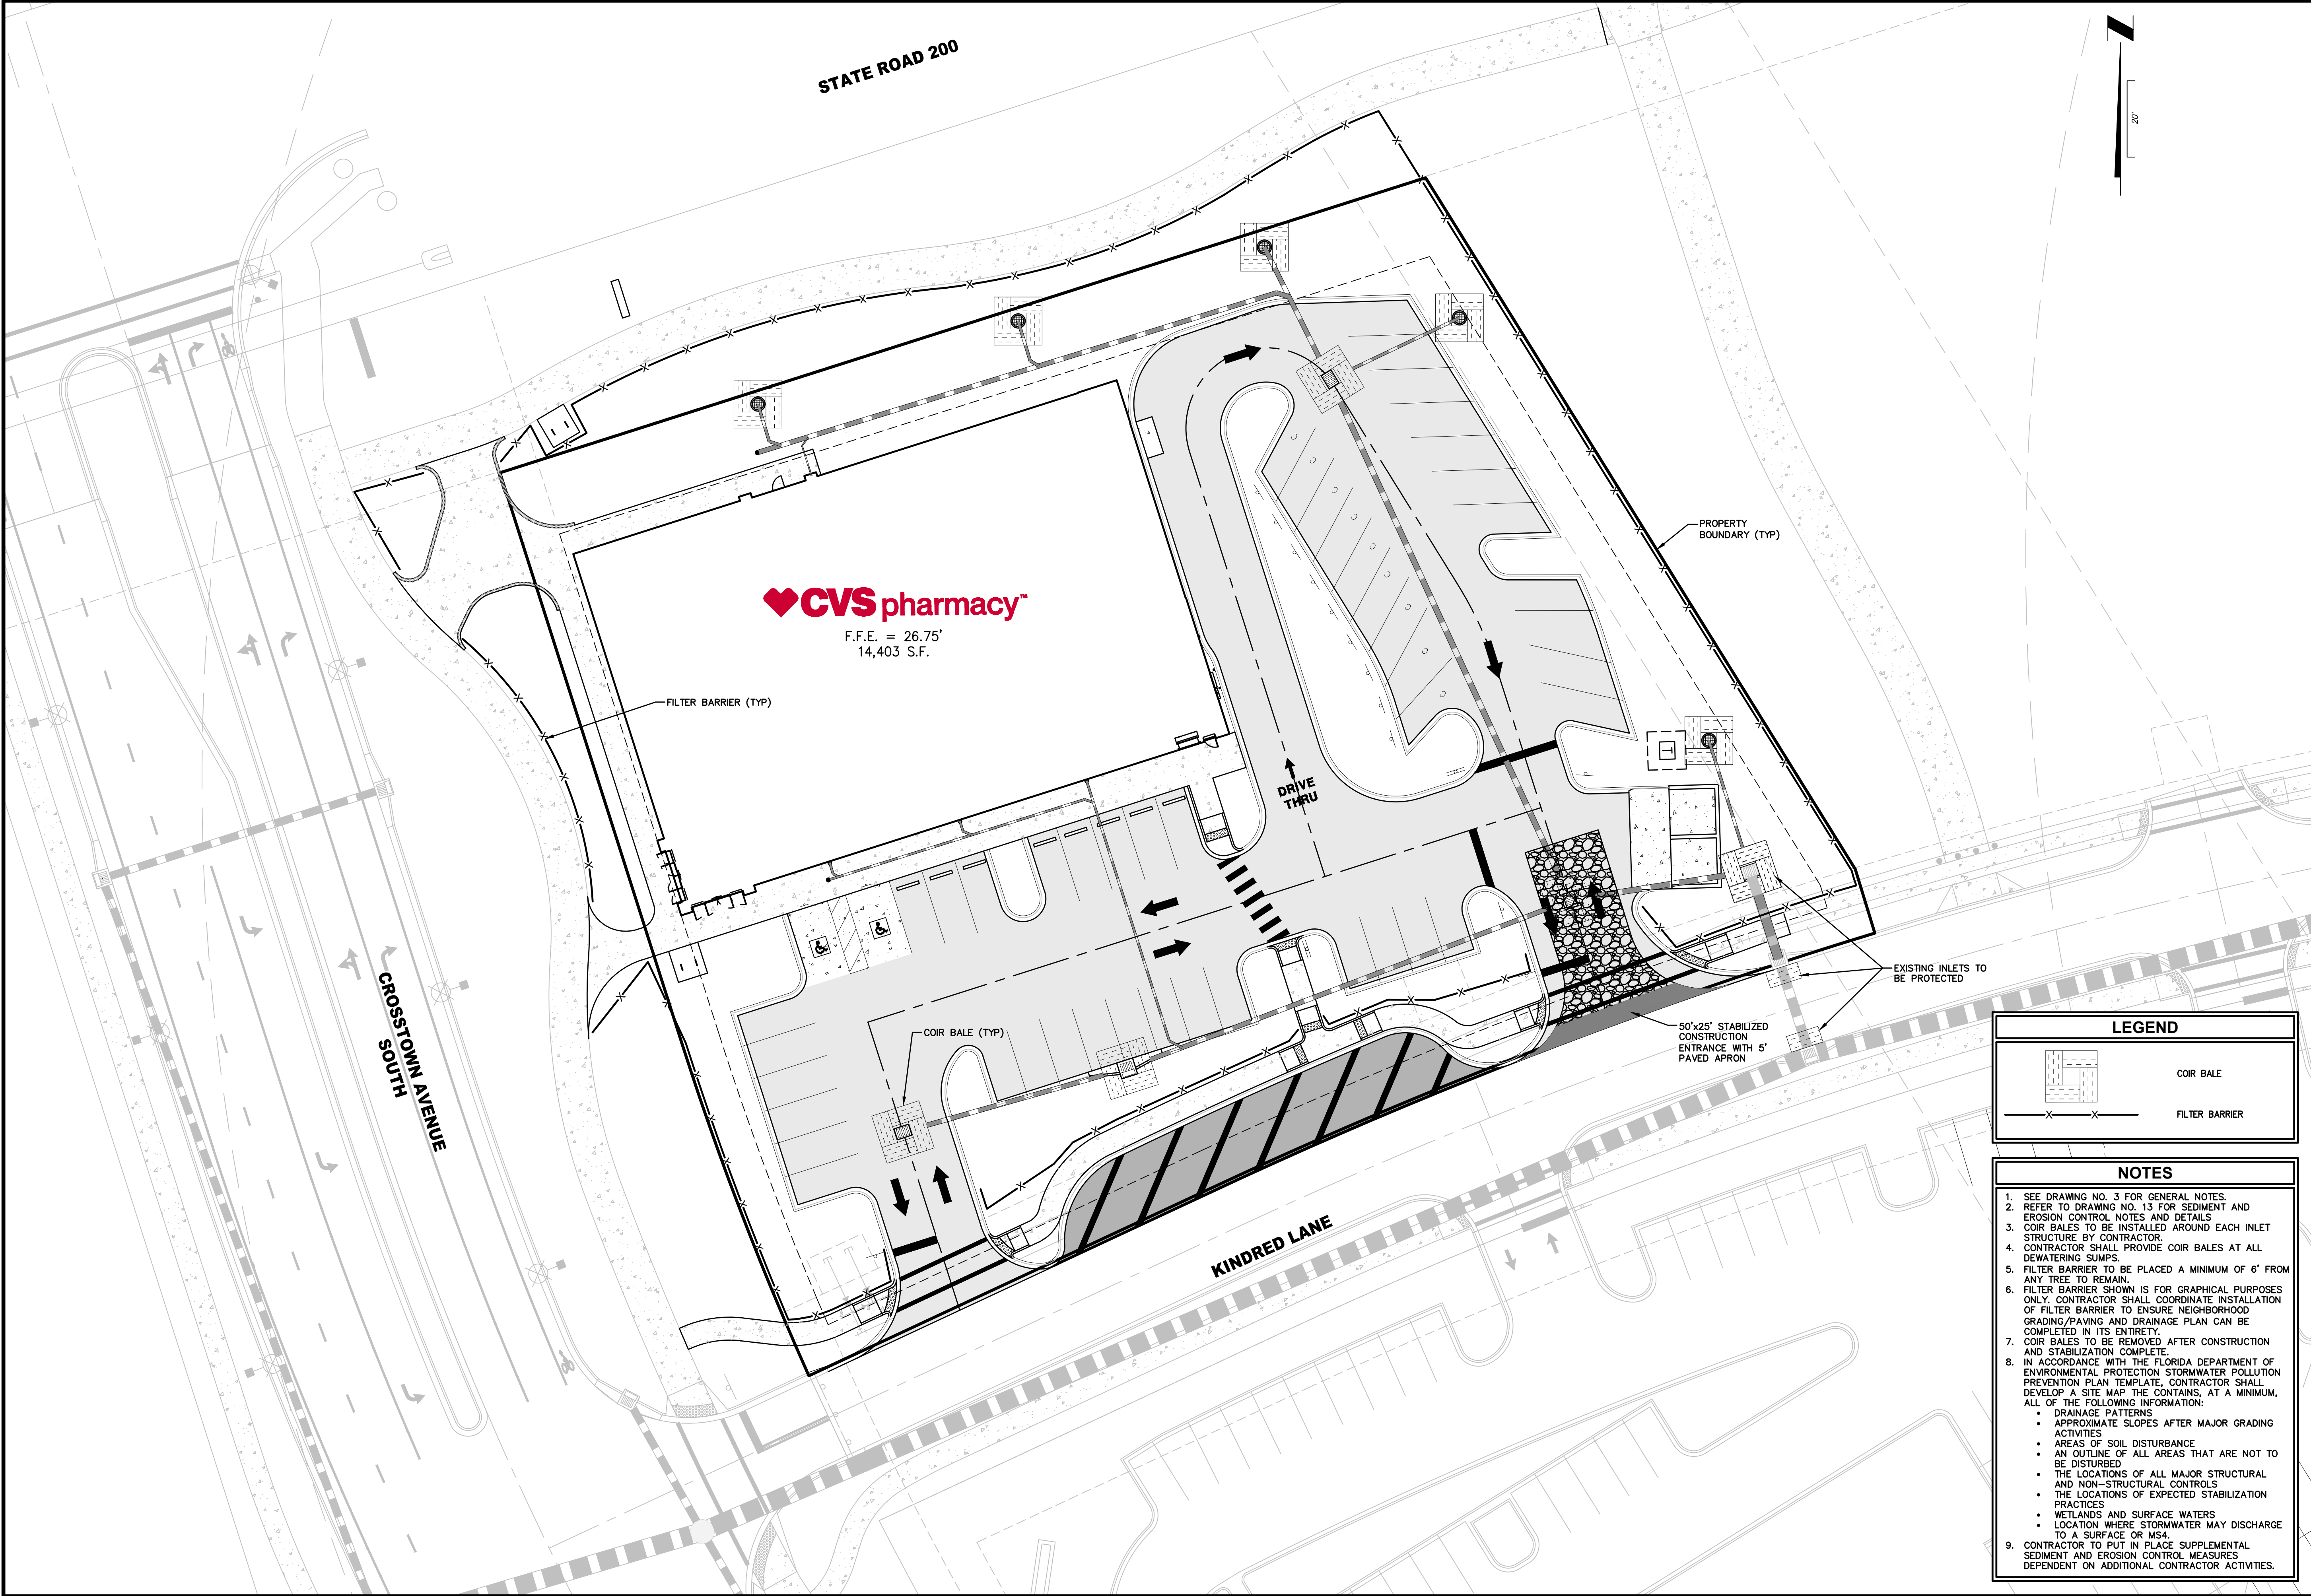 STATE ROAD 200
N
20'
PROPERTY
BOUNDARY (TYP)
CVS pharmacy™
F.F.E. = 26.75'
14,403 S.F.
FILTER BARRIER (TYP)
DRIVE
THRU
CROSSTOWN AVENUE
SOUTH
COIR BALE (TYP)
EXISTING INLETS TO
BE PROTECTED
50'x25' STABILIZED
CONSTRUCTION
ENTRANCE WITH 5'
PAVED APRON
KINDRED LANE
T
LEGEND
COIR BALE
FILTER BARRIER
NOTES
1. SEE DRAWING NO. 3 FOR GENERAL NOTES.
2. REFER TO DRAWING NO. 13 FOR SEDIMENT AND
EROSION CONTROL NOTES AND DETAILS
3. COIR BALES TO BE INSTALLED AROUND EACH INLET
STRUCTURE BY CONTRACTOR.
4. CONTRACTOR SHALL PROVIDE COIR BALES AT ALL
DEWATERING SUMPS.
5. FILTER BARRIER TO BE PLACED A MINIMUM OF 6' FROM
ANY TREE TO REMAIN.
6. FILTER BARRIER SHOWN IS FOR GRAPHICAL PURPOSES
ONLY. CONTRACTOR SHALL COORDINATE INSTALLATION
OF FILTER BARRIER TO ENSURE NEIGHBORHOOD
GRADING/PAVING AND DRAINAGE PLAN CAN BE
COMPLETED IN ITS ENTIRETY.
7. COIR BALES TO BE REMOVED AFTER CONSTRUCTION
AND STABILIZATION COMPLETE.
8. IN ACCORDANCE WITH THE FLORIDA DEPARTMENT OF
ENVIRONMENTAL PROTECTION STORMWATER POLLUTION
PREVENTION PLAN TEMPLATE, CONTRACTOR SHALL
DEVELOP A SITE MAP THE CONTAINS, AT A MINIMUM,
ALL OF THE FOLLOWING INFORMATION:
• DRAINAGE PATTERNS
• APPROXIMATE SLOPES AFTER MAJOR GRADING
ACTIVITIES
• AREAS OF SOIL DISTURBANCE
• AN OUTLINE OF ALL AREAS THAT ARE NOT TO
BE DISTURBED
• THE LOCATIONS OF ALL MAJOR STRUCTURAL
AND NON-STRUCTURAL CONTROLS
• THE LOCATIONS OF EXPECTED STABILIZATION
PRACTICES
• WETLANDS AND SURFACE WATERS
• LOCATION WHERE STORMWATER MAY DISCHARGE
TO A SURFACE OR MS4.
9. CONTRACTOR TO PUT IN PLACE SUPPLEMENTAL
SEDIMENT AND EROSION CONTROL MEASURES
DEPENDENT ON ADDITIONAL CONTRACTOR ACTIVITIES.